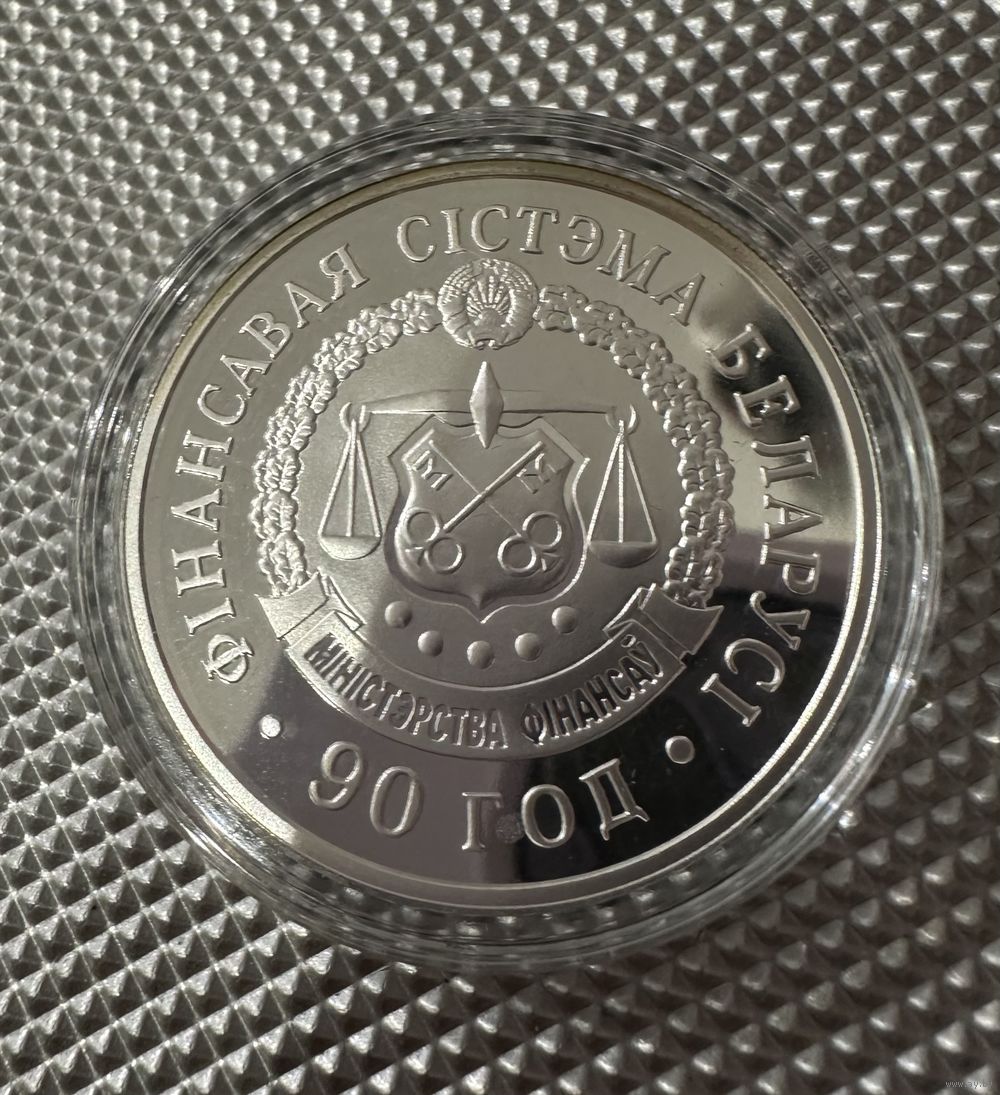 ФІНАНСАВАЯ СІСТЭМА БЕЛАРУСІ
МІНІСТЭРСТВА ФІНАНСАЎ
• 90 ГОД •